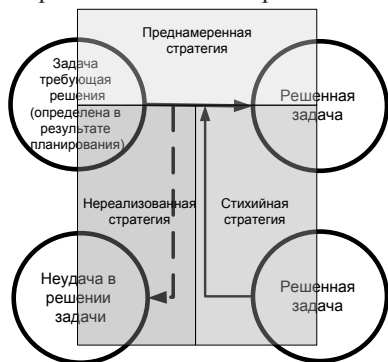 Преднамеренная
стратегия
Задача
требующая
решения
(определена в
результате
планирования)
Решенная
задача
Нереализованная
стратегия
Стихийная
стратегия
Неудача в
решении
задачи
Решенная
задача